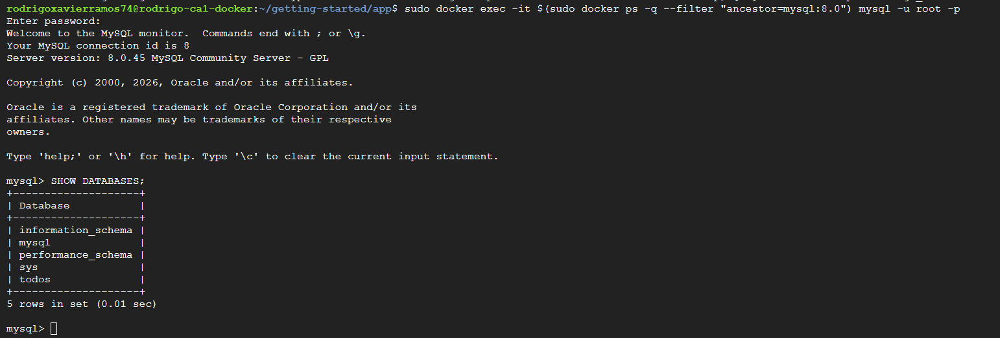 rodrigoxavierramos74@rodrigo-ca1-docker:~/getting-started/app$ sudo docker exec -it $(sudo docker ps -q --filter "ancestor=mysql:8.0") mysql -u root -p
Enter password:
Welcome to the MySQL monitor.  Commands end with ; or \g.
Your MySQL connection id is 8
Server version: 8.0.45 MySQL Community Server - GPL

Copyright (c) 2000, 2026, Oracle and/or its affiliates.

Oracle is a registered trademark of Oracle Corporation and/or its
affiliates. Other names may be trademarks of their respective
owners.

Type 'help;' or '\h' for help. Type '\c' to clear the current input statement.

mysql> SHOW DATABASES;
+--------------------+
| Database           |
+--------------------+
| information_schema |
| mysql              |
| performance_schema |
| sys                |
| todos              |
+--------------------+
5 rows in set (0.01 sec)

mysql>